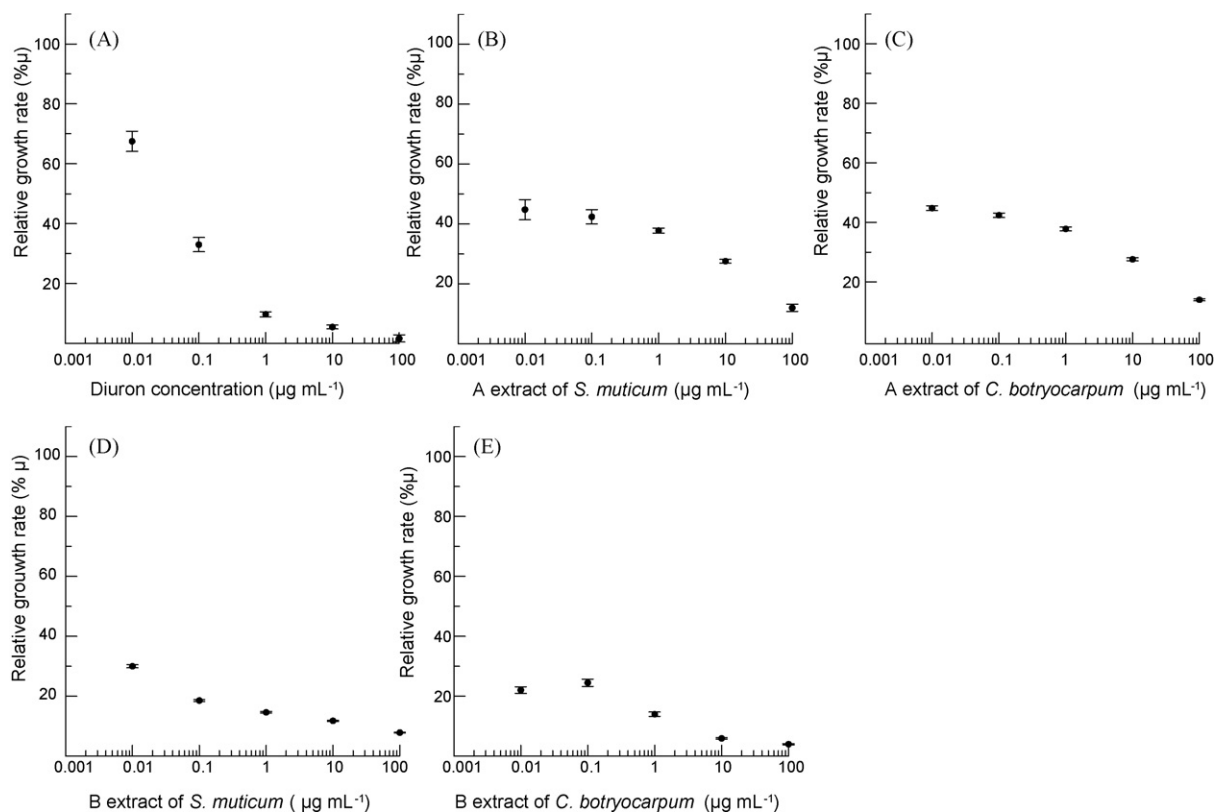 (A)
Relative growth rate (%μ)
100
80
60
40
20
0.001 0.01 0.1 1 10 100
Diuron concentration (μg mL⁻¹)
(B)
Relative growth rate (%μ)
100
80
60
40
20
0.001 0.01 0.1 1 10 100
A extract of S. muticum (μg mL⁻¹)
(C)
Relative growth rate (%μ)
100
80
60
40
20
0.001 0.01 0.1 1 10 100
A extract of C. botryocarpum (μg mL⁻¹)
(D)
Relative grouwth rate (% μ)
100
80
60
40
20
0.001 0.01 0.1 1 10 100
B extract of S. muticum ( μg mL⁻¹)
(E)
Relative growth rate (%μ)
100
80
60
40
20
0.001 0.01 0.1 1 10 100
B extract of C. botryocarpum (μg mL⁻¹)